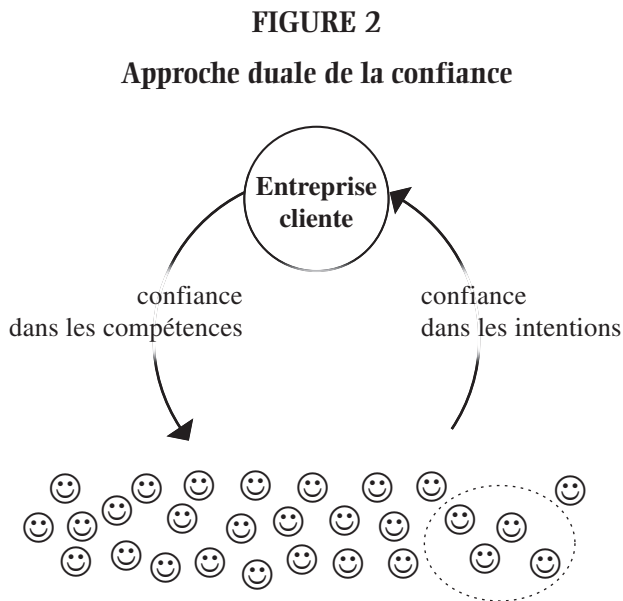 FIGURE 2
Approche duale de la confiance
Entreprise
cliente
confiance
dans les compétences
confiance
dans les intentions